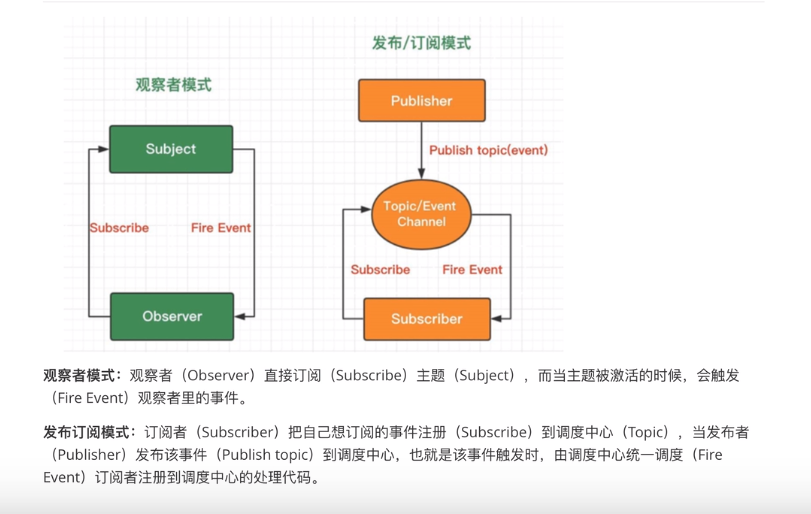 观察者模式
Subject
Subscribe
Fire Event
Observer
发布/订阅模式
Publisher
Publish topic(event)
Topic/Event
Channel
Subscribe
Fire Event
Subscriber
观察者模式：观察者（Observer）直接订阅（Subscribe）主题（Subject），而当主题被激活的时候，会触发
（Fire Event）观察者里的事件。
发布订阅模式：订阅者（Subscriber）把自己想订阅的事件注册（Subscribe）到调度中心（Topic），当发布者
（Publisher）发布该事件（Publish topic）到调度中心，也就是该事件触发时，由调度中心统一调度（Fire
Event）订阅者注册到调度中心的处理代码。